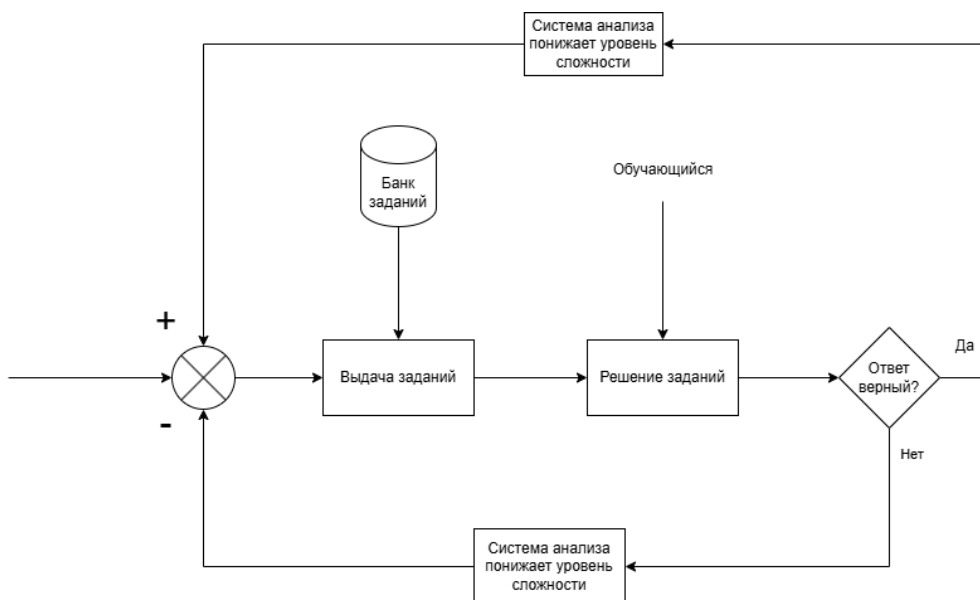 Система анализа
понижает уровень
сложности
Банк
заданий
Обучающийся
+
-
Выдача заданий
Решение заданий
Ответ
верный?
Да
Нет
Система анализа
понижает уровень
сложности